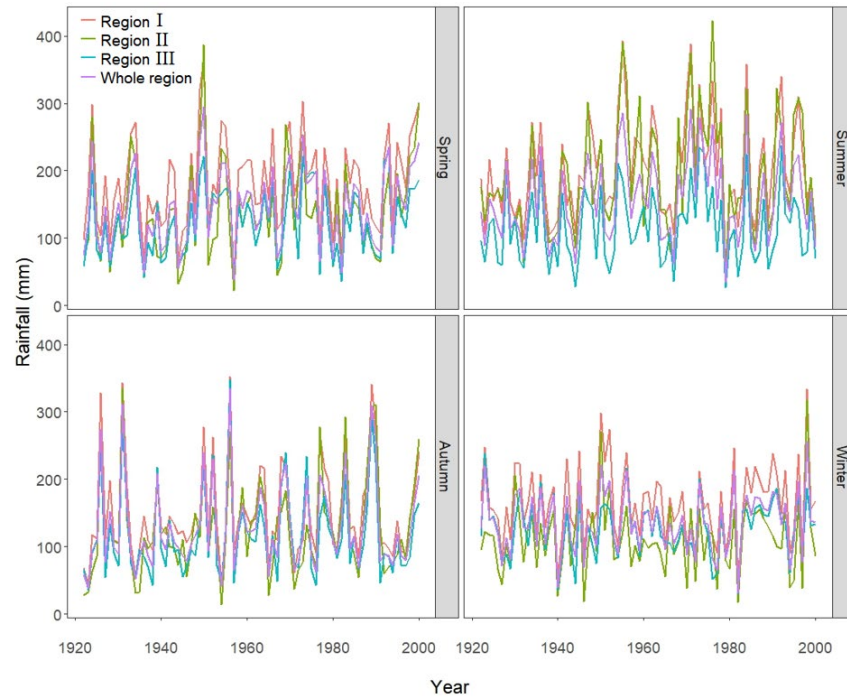 Region I
Region II
Region III
Whole region
400
300
200
100
0
Spring
Summer
Rainfall (mm)
400
300
200
100
0
Autumn
Winter
1920
1940
1960
1980
2000
1920
1940
1960
1980
2000
Year